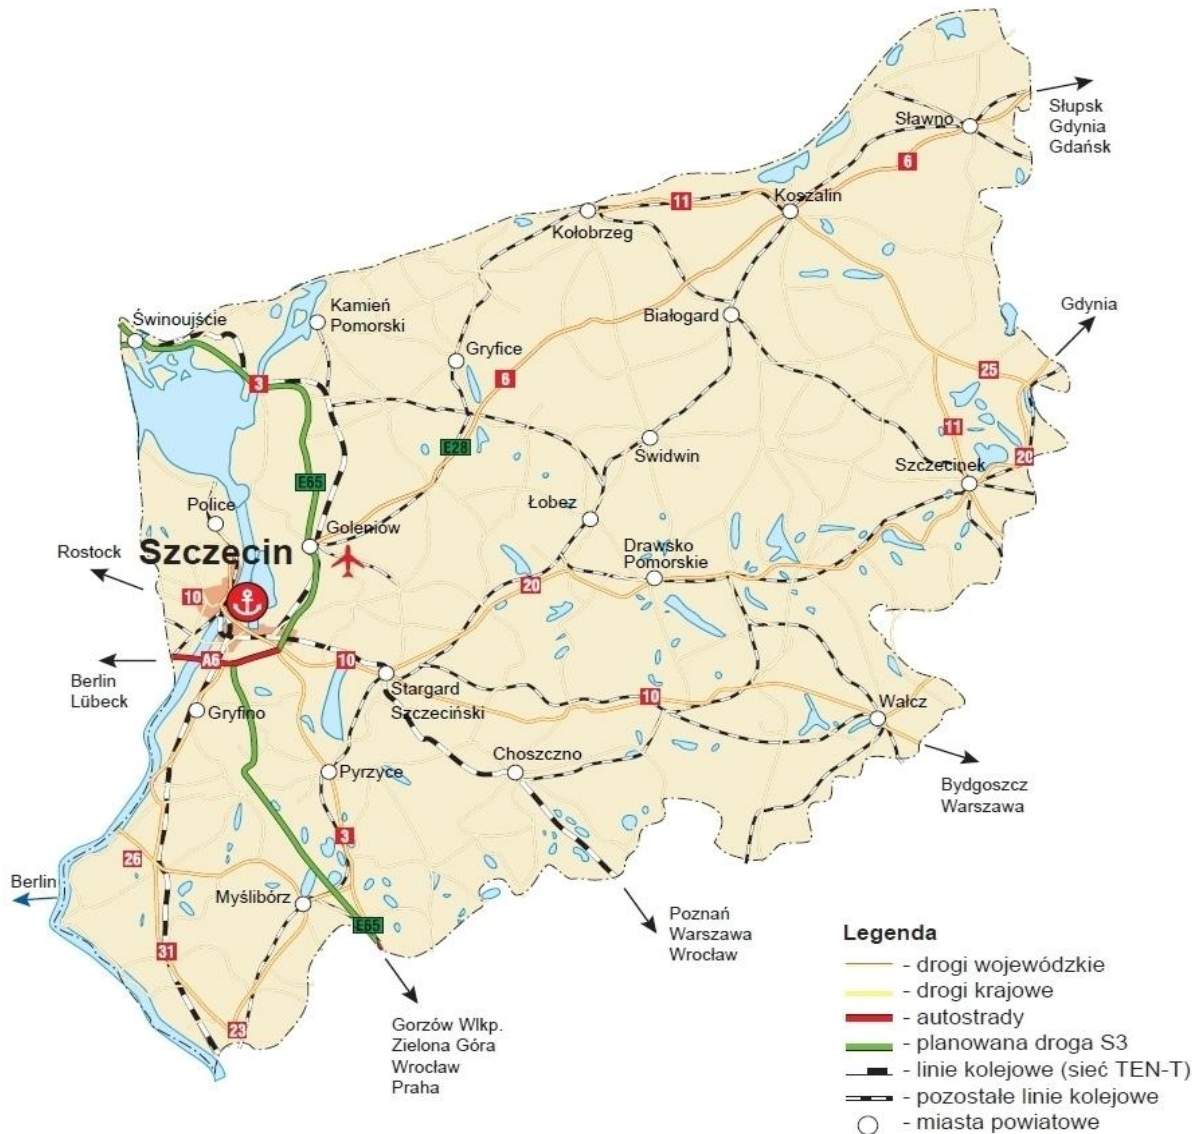 Słupsk
Gdynia
Gdańsk
Sławno
6
11
Koszalin
Kołobrzeg
Świnoujście
Kamień
Pomorski
Białogard
Gdynia
Gryfice
3
6
25
E28
11
Świdwin
20
Szczecinek
E65
Police
Łobez
Goleniów
Rostock
Szczecin
Drawsko
Pomorskie
10
20
Berlin
Lübeck
A6
10
Stargard
Szczeciński
10
Gryfino
Wałcz
Choszczno
Pyrzyce
Bydgoszcz
Warszawa
3
26
Berlin
Myślibórz
E65
31
Poznań
Warszawa
Wrocław
23
Gorzów Wlkp.
Zielona Góra
Wrocław
Praha
Legenda
- drogi wojewódzkie
- drogi krajowe
- autostrady
- planowana droga S3
- linie kolejowe (sieć TEN-T)
- pozostałe linie kolejowe
- miasta powiatowe